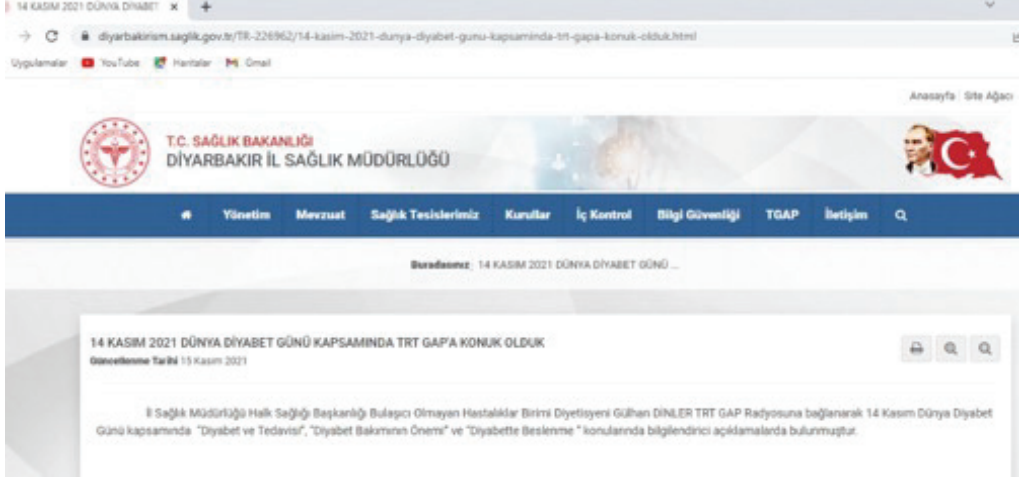 14 KASIM 2021 DÜNYA DİYABET
diyarbakirism.saglik.gov.tr/TR-226962/14-kasim-2021-dunya-diyabet-gunu-kapsaminda-trt-gapa-konuk-olduk.html
Uygulamalar YouTube Haritalar Gmail
Anasayfa Site Ağacı
T.C. SAĞLIK BAKANLIĞI
DİYARBAKIR İL SAĞLIK MÜDÜRLÜĞÜ
Yönetim Mevzuat Sağlık Tesislerimiz Kurullar İç Kontrol Bilgi Güvenliği TGAP İletişim
Buradasınız 14 KASIM 2021 DÜNYA DİYABET GÜNÜ ...
14 KASIM 2021 DÜNYA DİYABET GÜNÜ KAPSAMINDA TRT GAP'A KONUK OLDUK
Güncellenme Tarihi 15 Kasım 2021
İl Sağlık Müdürlüğü Halk Sağlığı Başkanlığı Bulaşıcı Olmayan Hastalıklar Birimi Diyetisyeni Gülhan DİNLER TRT GAP Radyosuna bağlanarak 14 Kasım Dünya Diyabet
Günü kapsamında "Diyabet ve Tedavisi", "Diyabet Bakımının Önemi" ve "Diyabette Beslenme " konularında bilgilendirici açıklamalarda bulunmuştur.